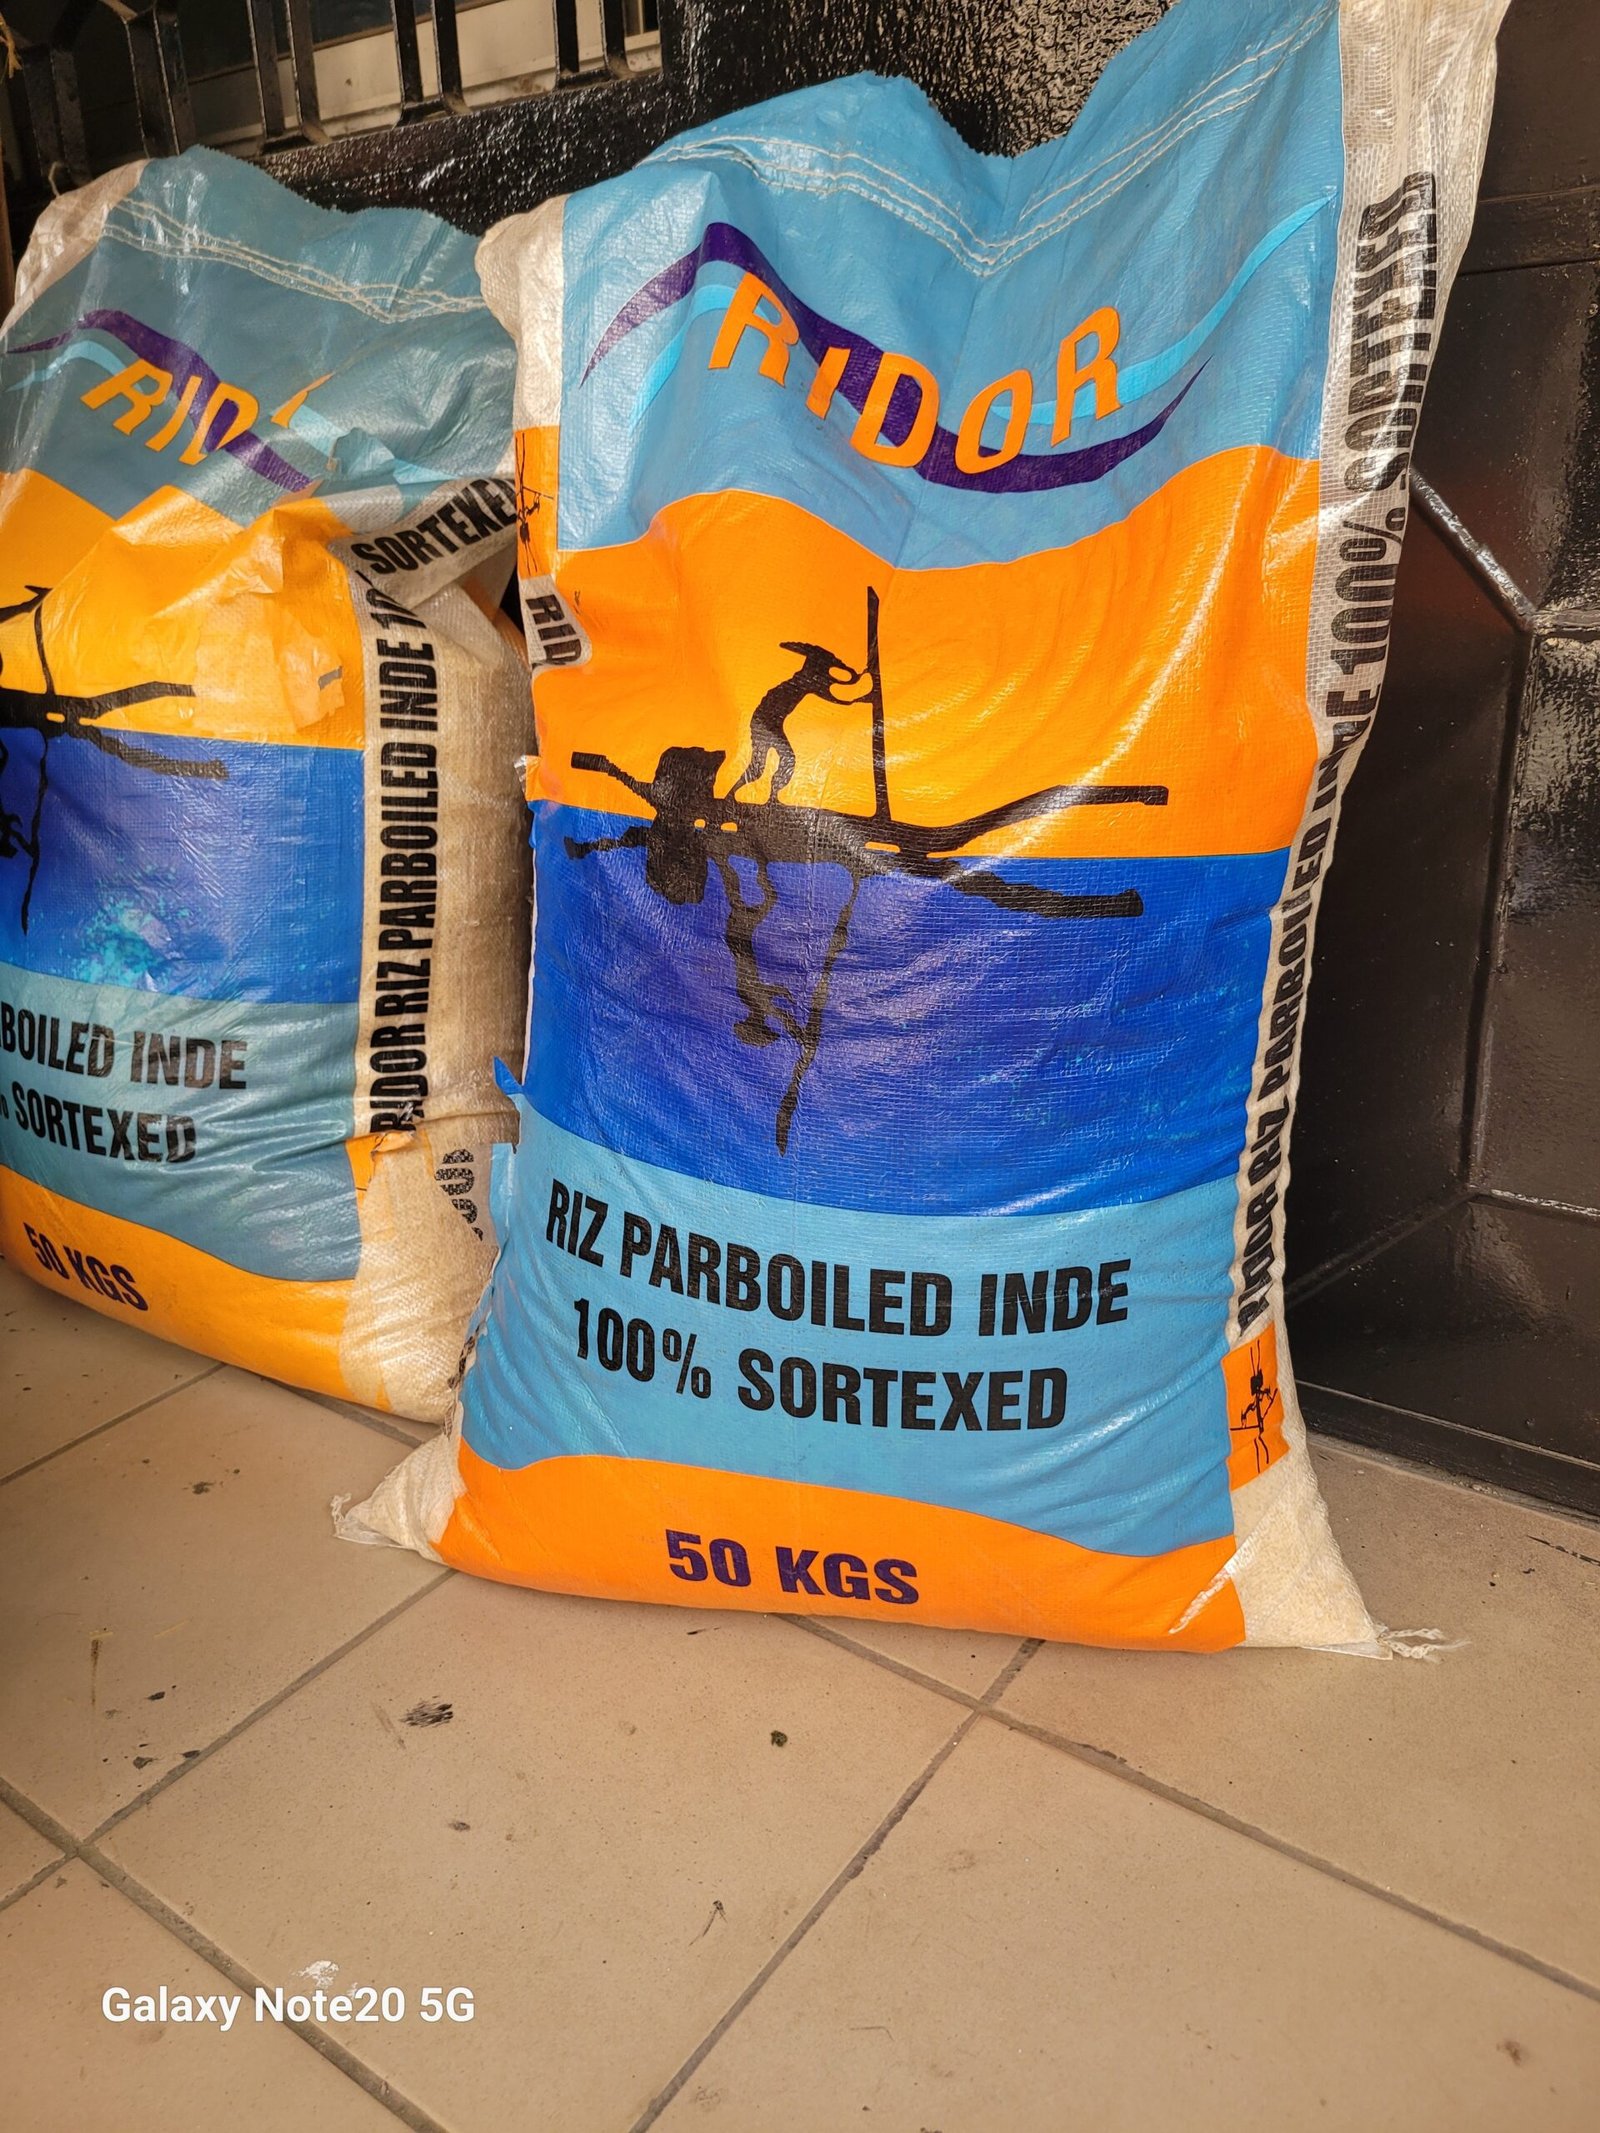 RIDOR
RIZ PARBOILED INDE
100% SORTEXED
50 KGS
RIDOR RIZ PARBOILED INDE 100% SORTEXED
RID
RID
SORTEXED
RIDOR RIZ PARBOILED INDE 10
BOILED INDE
SORTEXED
50 KGS
Galaxy Note20 5G